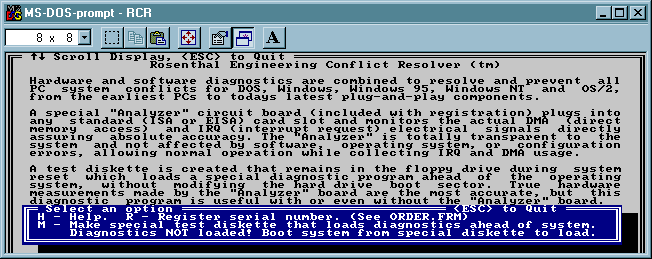 MS-DOS-prompt - RCR
8 x 8
A
↑↓ Scroll Display, <ESC> to Quit
Rosenthal Engineering Conflict Resolver (tm)
Hardware and software diagnostics are combined to resolve and prevent all
PC system conflicts for DOS, Windows, Windows 95, Windows NT and OS/2,
from the earliest PCs to todays latest plug-and-play components.
A special "Analyzer" circuit board (included with registration) plugs into
any standard (ISA or EISA) card slot and monitors the actual DMA (direct
memory access) and IRQ (interrupt request) electrical signals directly
assuring absolute accuracy. The "Analyzer" is totally transparent to the
system and not affected by software, operating system, or configuration
errors, allowing normal operation while collecting IRQ and DMA usage.
A test diskette is created that remains in the floppy drive during system
reset which loads a special diagnostic program ahead of the operating
system, without modifying the hard drive boot sector. True hardware
measurements made by the "Analyzer" board are the most accurate, but this
diagnostic program is useful with or even without the "Analyzer" board.
Select an option <ESC> to Quit
H - Help. R - Register serial number. (See ORDER.FRM)
M - Make special test diskette that loads diagnostics ahead of system.
Diagnostics NOT loaded! Boot system from special diskette to load.